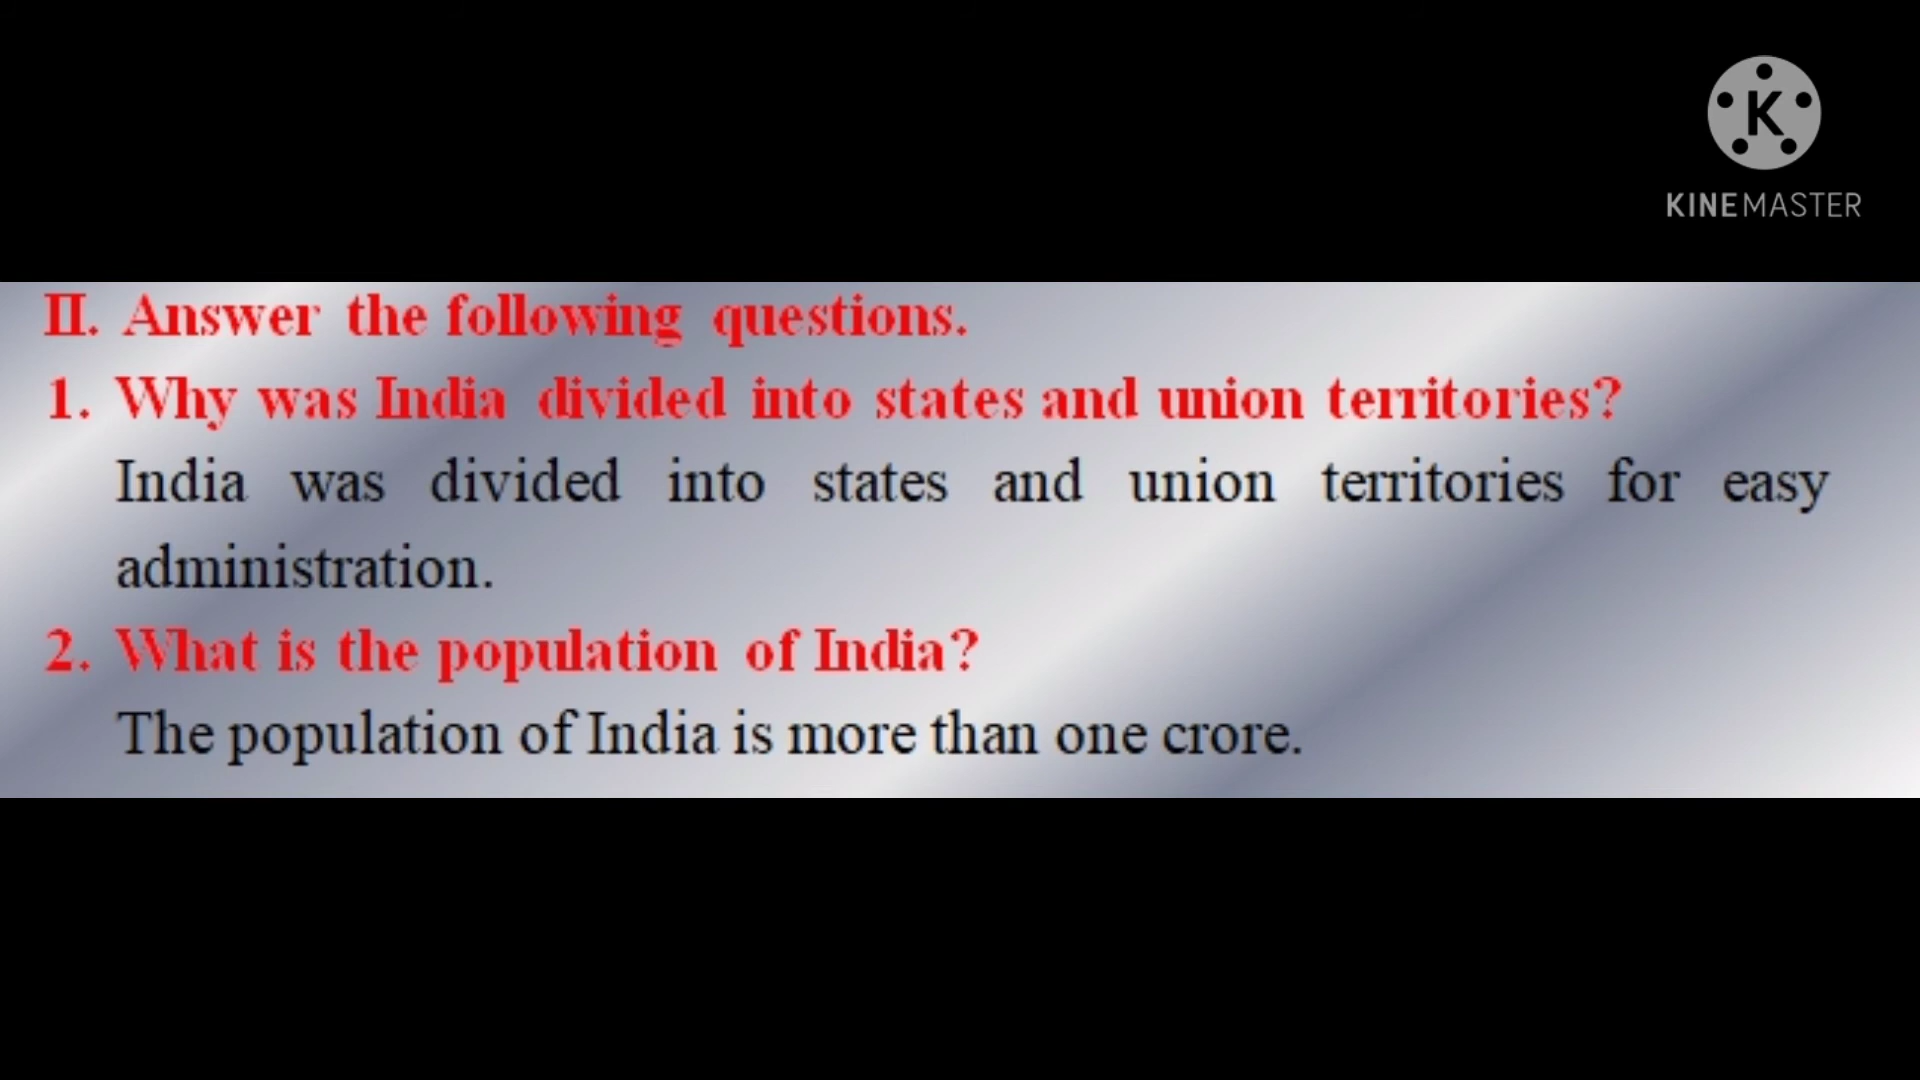 K
KINEMASTER
II. Answer the following questions.
1. Why was India divided into states and union territories?
India was divided into states and union territories for easy
administration.
2. What is the population of India?
The population of India is more than one crore.